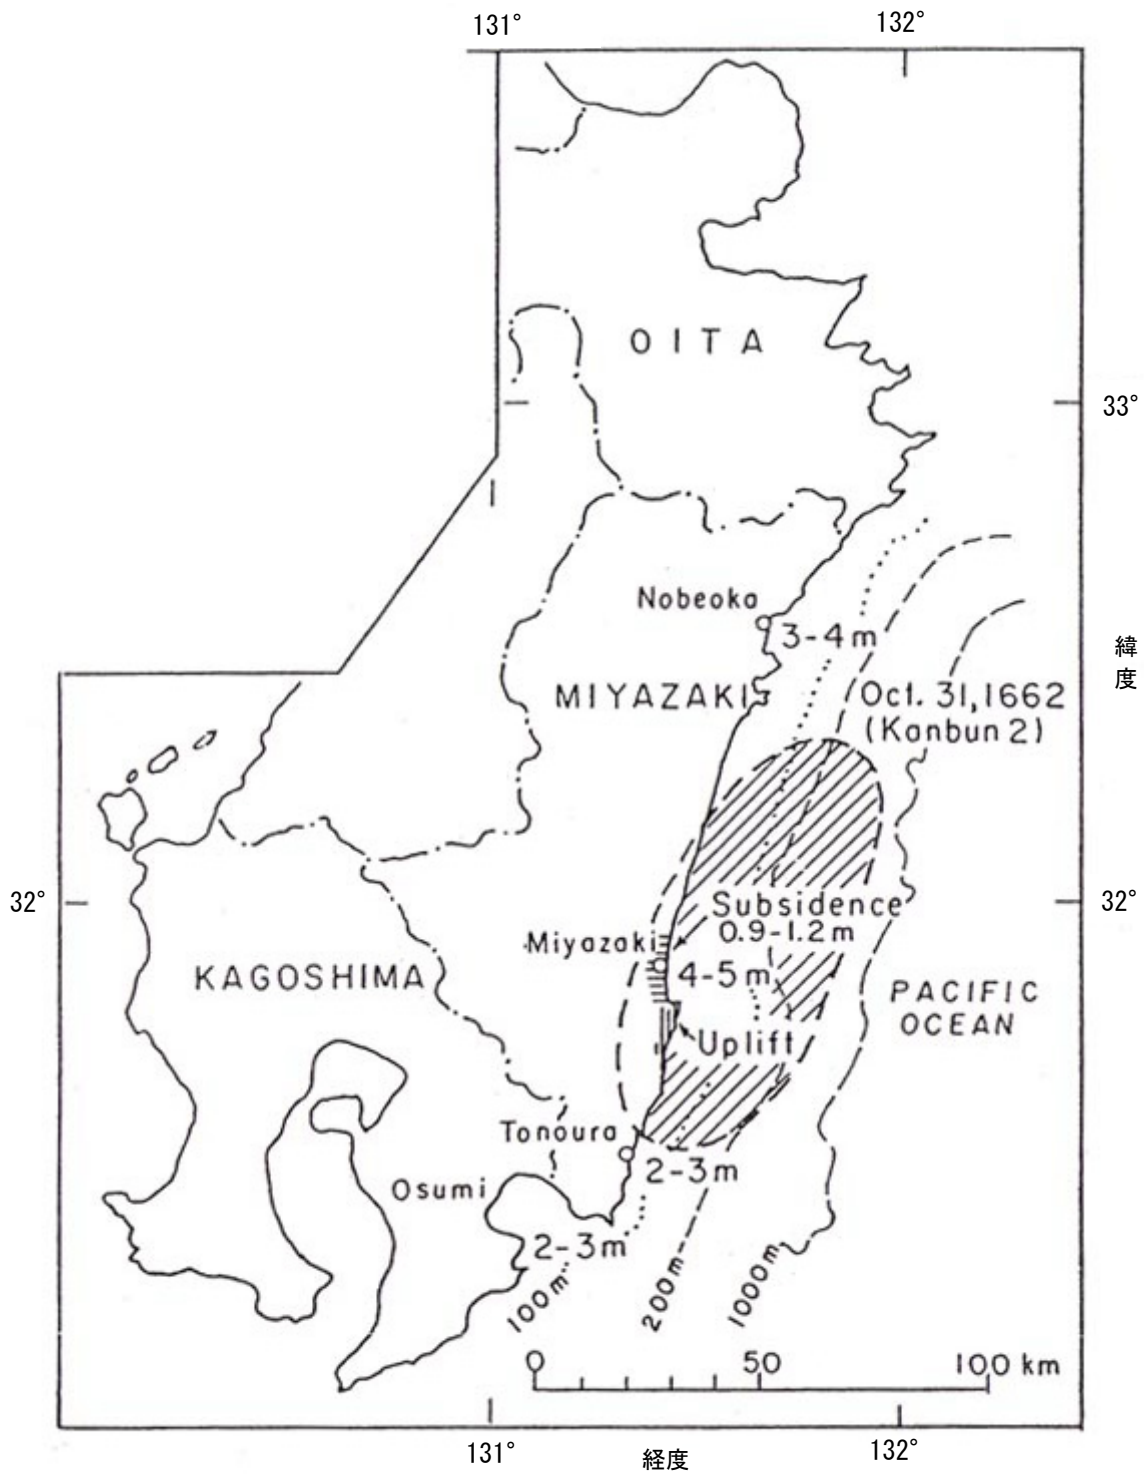 131°
132°
OITA
33°
Nobeoka
3-4m
緯度
MIYAZAKI
Oct. 31, 1662
(Kanbun 2)
32°
Subsidence
0.9-1.2m
32°
Miyazaki
4-5m
KAGOSHIMA
PACIFIC
OCEAN
Uplift
Tonoura
2-3m
Osumi
2-3m
100m
200m
1000m
0 50 100 km
131°
経度
132°